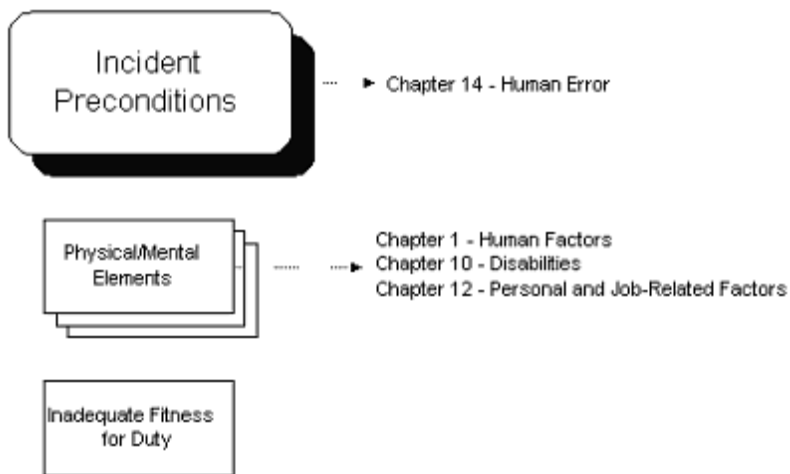 Incident
Preconditions
Chapter 14 - Human Error
Physical/Mental
Elements
Chapter 1 - Human Factors
Chapter 10 - Disabilities
Chapter 12 - Personal and Job-Related Factors
Inadequate Fitness
for Duty